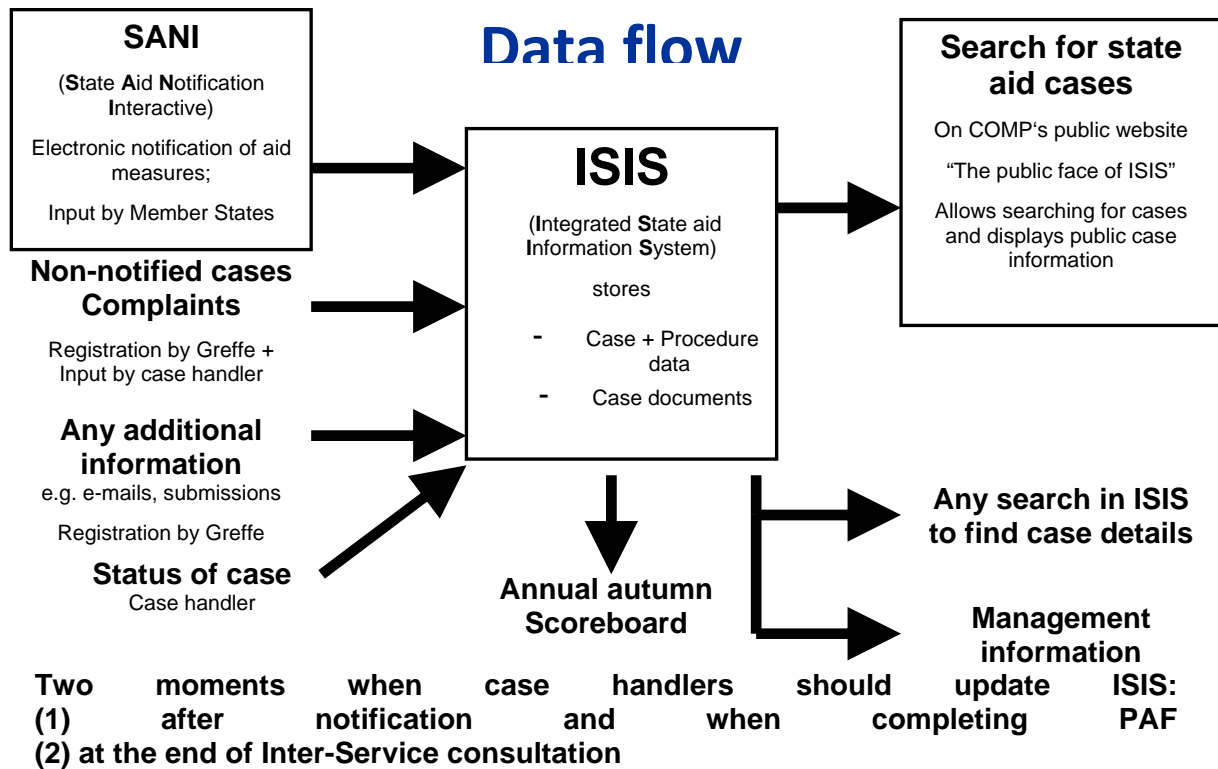 Data flow
SANI
(State Aid Notification
Interactive)
Electronic notification of aid
measures;
Input by Member States
Non-notified cases
Complaints
Registration by Greffe +
Input by case handler
Any additional
information
e.g. e-mails, submissions
Registration by Greffe
Status of case
Case handler
ISIS
(Integrated State aid
Information System)
stores
- Case + Procedure
data
- Case documents
Search for state
aid cases
On COMP‘s public website
“The public face of ISIS”
Allows searching for cases
and displays public case
information
Any search in ISIS
to find case details
Annual autumn
Scoreboard
Management
information
Two moments when case handlers should update ISIS:
(1) after notification and when completing PAF
(2) at the end of Inter-Service consultation